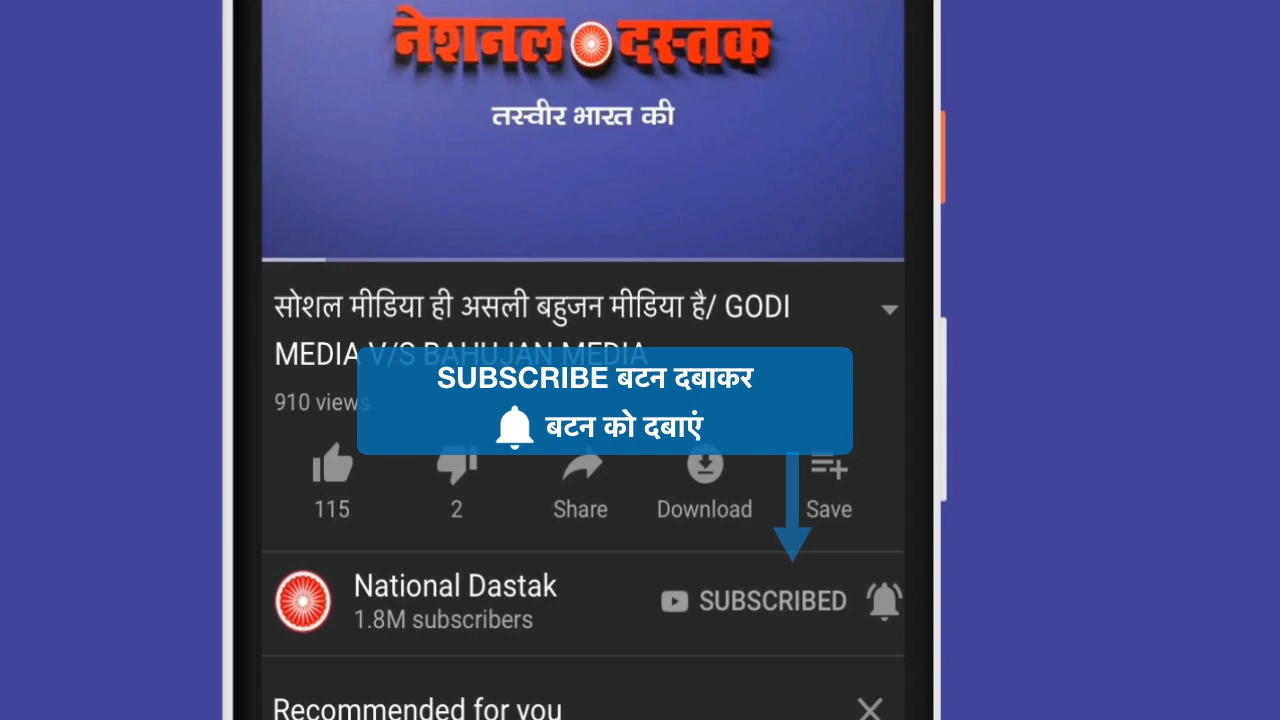 नेशनल दस्तक
तस्वीर भारत की
सोशल मीडिया ही असली बहुजन मीडिया है/ GODI
MEDIA V/S BAHUJAN MEDIA
SUBSCRIBE बटन दबाकर
910 views
बटन को दबाएं
115
2
Share
Download
Save
National Dastak
SUBSCRIBED
1.8M subscribers
Recommended for you